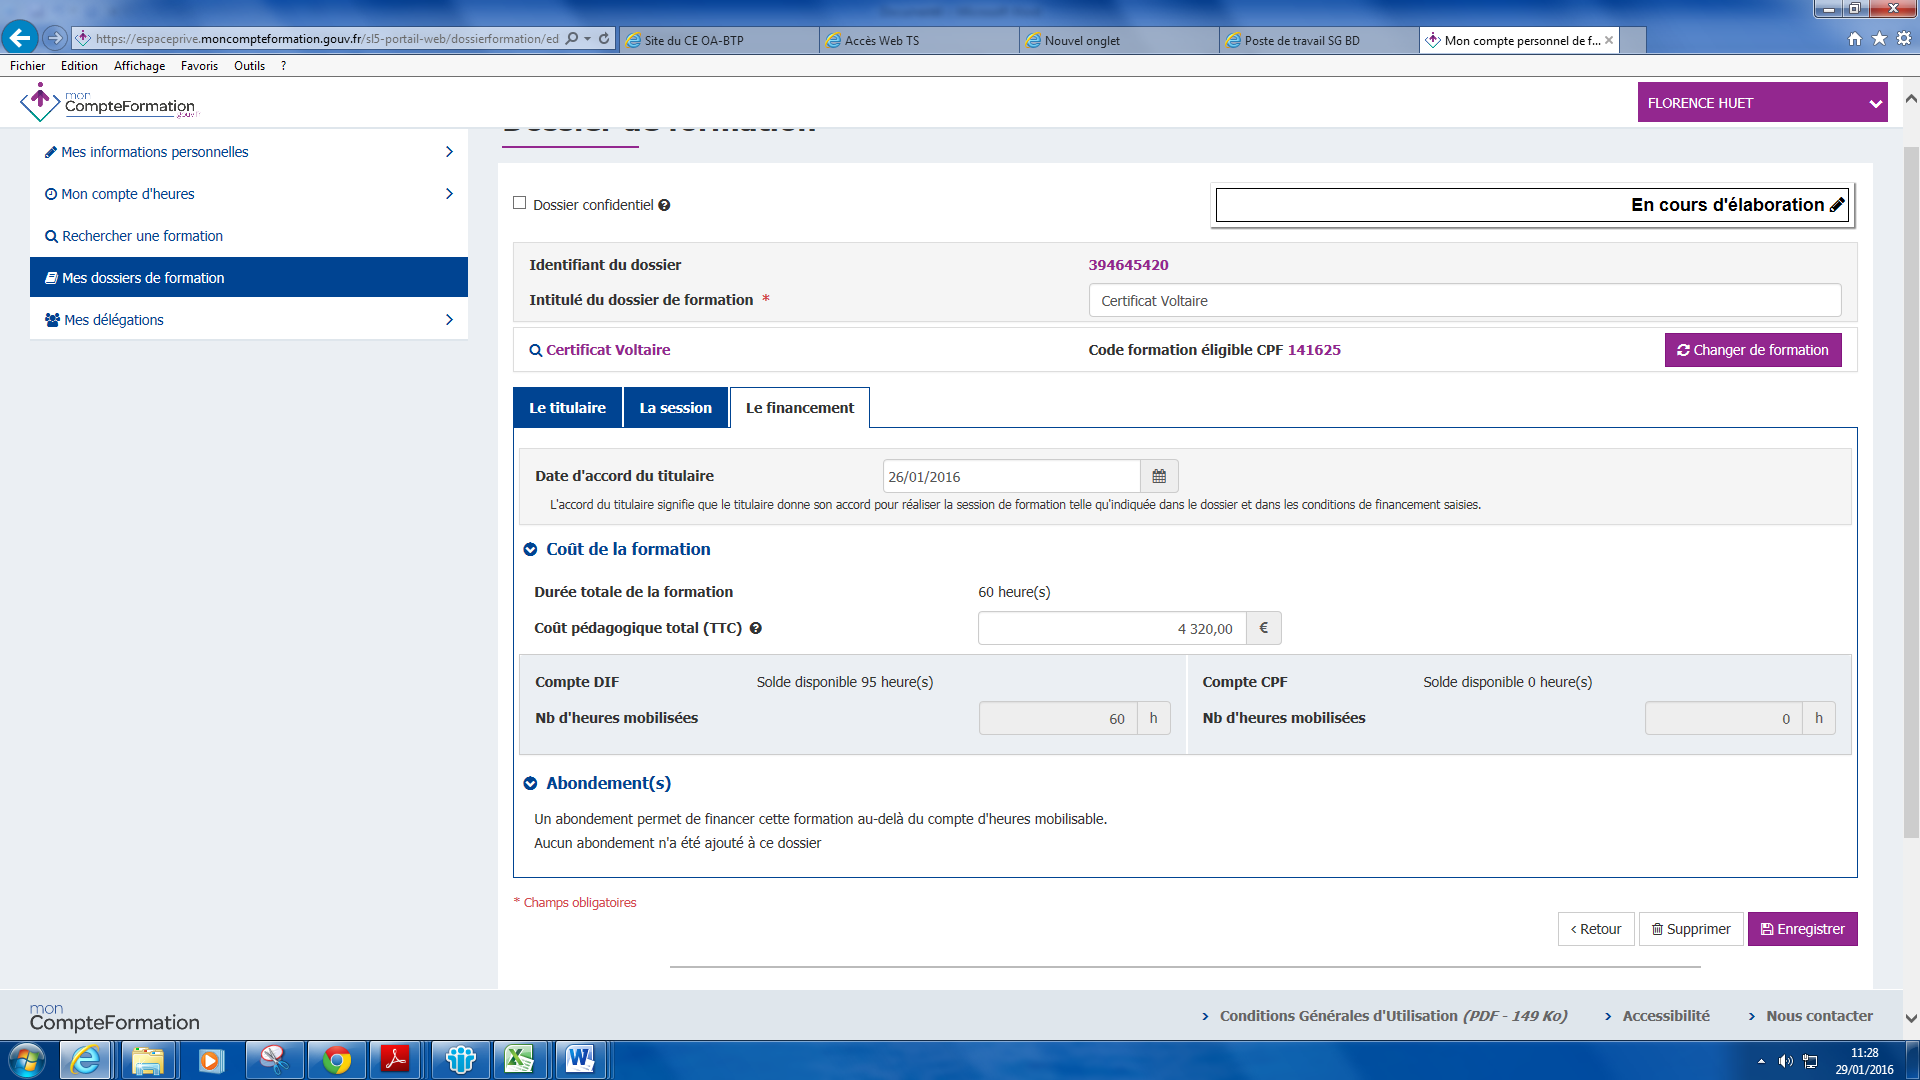 https://espaceprive.moncompteformation.gouv.fr/sl5-portail-web/dossierformation/ed
Site du CE OA-BTP
Accès Web TS
Nouvel onglet
Poste de travail SG BD
Mon compte personnel de f...
Fichier Edition Affichage Favoris Outils ?
mon
CompteFormation
.gouv.fr
FLORENCE HUET
Dossier de formation
Mes informations personnelles
Mon compte d'heures
Rechercher une formation
Mes dossiers de formation
Mes délégations
Dossier confidentiel
En cours d'élaboration
Identifiant du dossier 394645420
Intitulé du dossier de formation * Certificat Voltaire
Certificat Voltaire Code formation éligible CPF 141625 Changer de formation
Le titulaire La session Le financement
Date d'accord du titulaire 26/01/2016
L'accord du titulaire signifie que le titulaire donne son accord pour réaliser la session de formation telle qu'indiquée dans le dossier et dans les conditions de financement saisies.
Coût de la formation
Durée totale de la formation 60 heure(s)
Coût pédagogique total (TTC) ? 4 320,00 €
Compte DIF Solde disponible 95 heure(s) Compte CPF Solde disponible 0 heure(s)
Nb d'heures mobilisées 60 h Nb d'heures mobilisées 0 h
Abondement(s)
Un abondement permet de financer cette formation au-delà du compte d'heures mobilisable.
Aucun abondement n'a été ajouté à ce dossier
* Champs obligatoires
< Retour Supprimer Enregistrer
mon
CompteFormation
> Conditions Générales d'Utilisation (PDF - 149 Ko) > Accessibilité > Nous contacter
11:28
29/01/2016